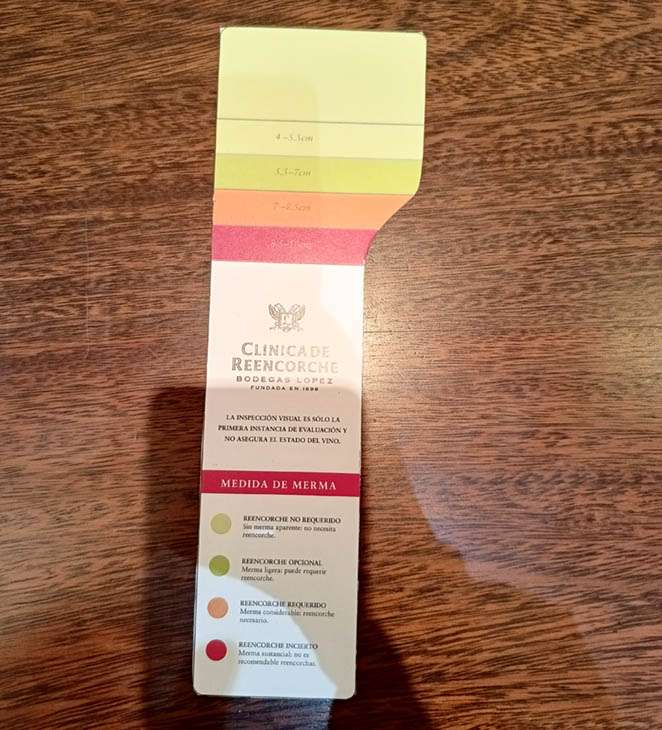 4 –5.5cm
5.5–7cm
7 –8.5cm
CLINICA DE
REENCORCHE
BODEGAS LOPEZ
FUNDADA EN 1898
LA INSPECCIÓN VISUAL ES SÓLO LA
PRIMERA INSTANCIA DE EVALUACIÓN Y
NO ASEGURA EL ESTADO DEL VINO.
MEDIDA DE MERMA
REENCORCHE NO REQUERIDO
Sin merma aparente: no necesita
reencorche.
REENCORCHE OPCIONAL
Merma ligera: puede requerir
reencorche.
REENCORCHE REQUERIDO
Merma considerable: reencorche
necesario.
REENCORCHE INCIERTO
Merma sustancial: no es
recomendable reencorchar.